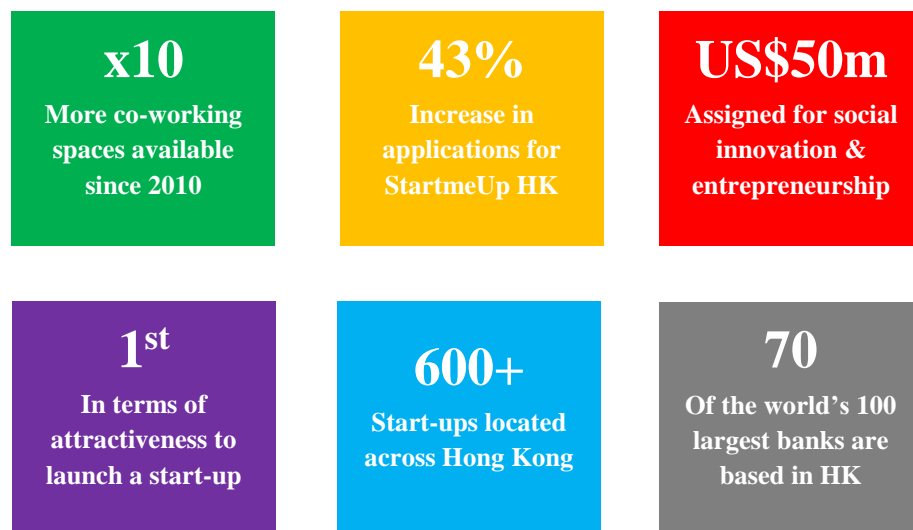 x10
More co-working
spaces available
since 2010
43%
Increase in
applications for
StartmeUp HK
US$50m
Assigned for social
innovation &
entrepreneurship
1st
In terms of
attractiveness to
launch a start-up
600+
Start-ups located
across Hong Kong
70
Of the world’s 100
largest banks are
based in HK